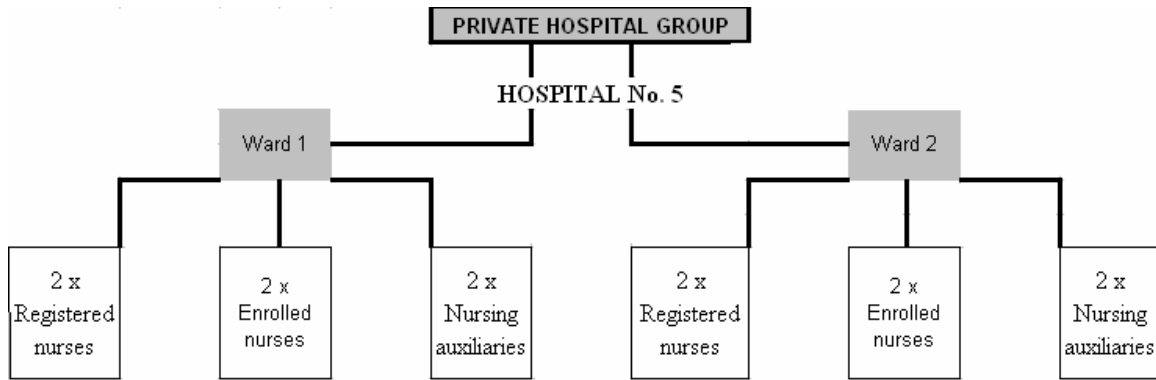 PRIVATE HOSPITAL GROUP
HOSPITAL No. 5
Ward 1
Ward 2
2 x
Registered
nurses
2 x
Enrolled
nurses
2 x
Nursing
auxiliaries
2 x
Registered
nurses
2 x
Enrolled
nurses
2 x
Nursing
auxiliaries